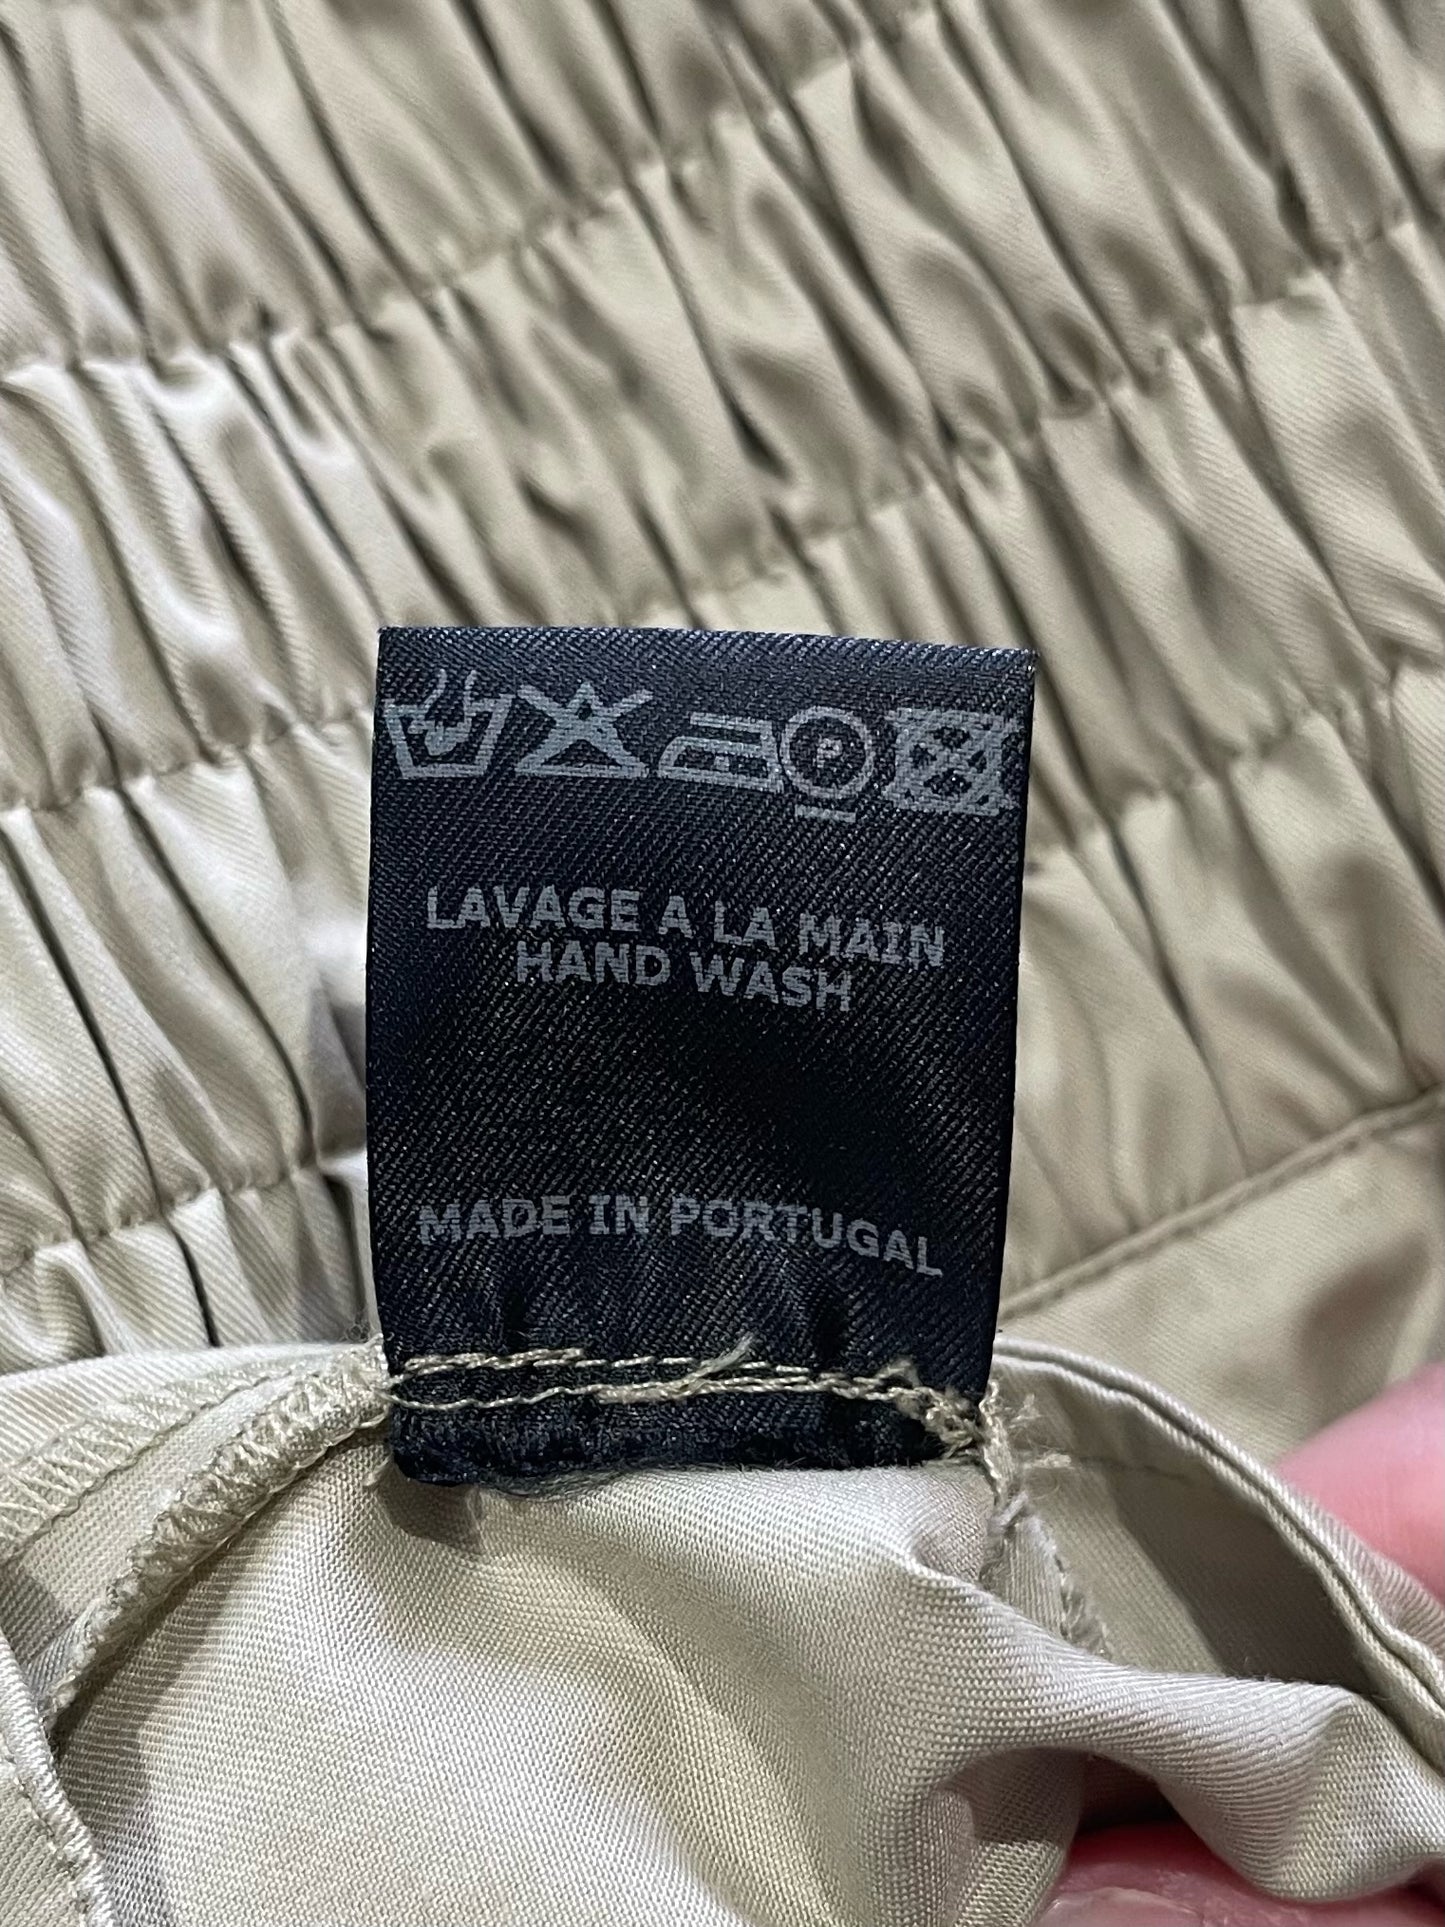 P
LAVAGE A LA MAIN
HAND WASH
MADE IN PORTUGAL